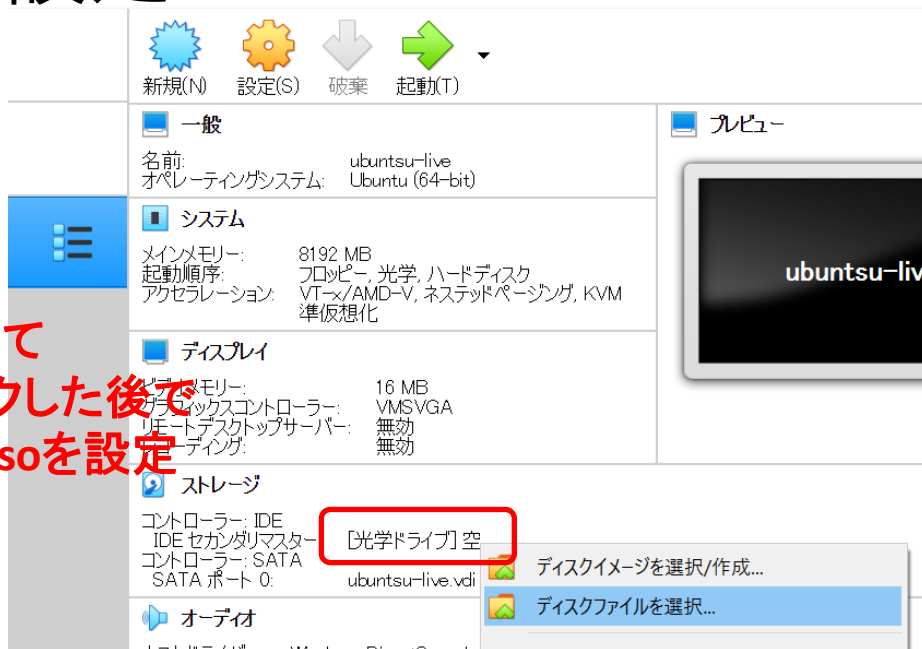 新規(N) 設定(S) 破棄 起動(T)
一般
名前: ubuntsu-live
オペレーティングシステム: Ubuntu (64-bit)
プレビュー
ubuntsu-liv
システム
メインメモリー: 8192 MB
起動順序: フロッピー, 光学, ハードディスク
アクセラレーション: VT-x/AMD-V, ネステッドページング, KVM
準仮想化
て
クした後で
soを設定
ディスプレイ
ビデオメモリー: 16 MB
グラフィックスコントローラー: VMSVGA
リモートデスクトップサーバー: 無効
レコーディング: 無効
ストレージ
コントローラー: IDE
IDE セカンダリマスター: [光学ドライブ] 空
コントローラー: SATA
SATA ポート 0: ubuntsu-live.vdi
ディスクイメージを選択/作成...
ディスクファイルを選択...
オーディオ